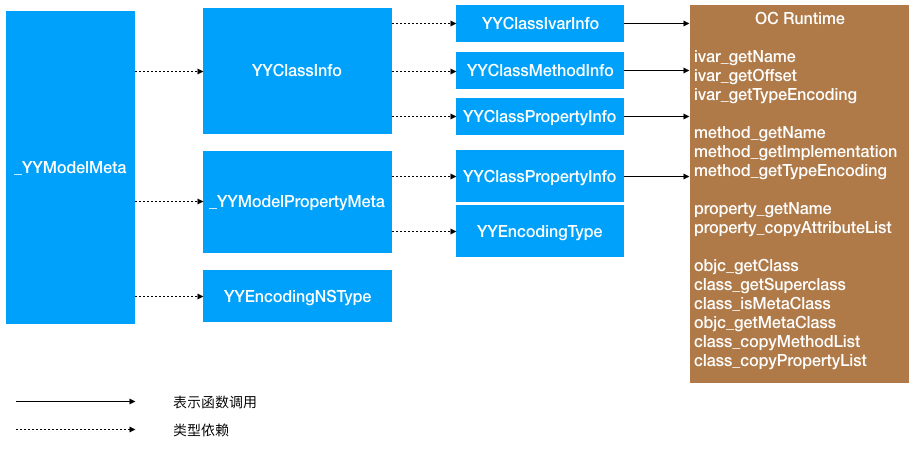 _YYModelMeta
YYClassInfo
_YYModelPropertyMeta
YYEncodingNSType
YYClassIvarInfo
YYClassMethodInfo
YYClassPropertyInfo
YYClassPropertyInfo
YYEncodingType
OC Runtime
ivar_getName
ivar_getOffset
ivar_getTypeEncoding
method_getName
method_getImplementation
method_getTypeEncoding
property_getName
property_copyAttributeList
objc_getClass
class_getSuperclass
class_isMetaClass
objc_getMetaClass
class_copyMethodList
class_copyPropertyList
表示函数调用
类型依赖